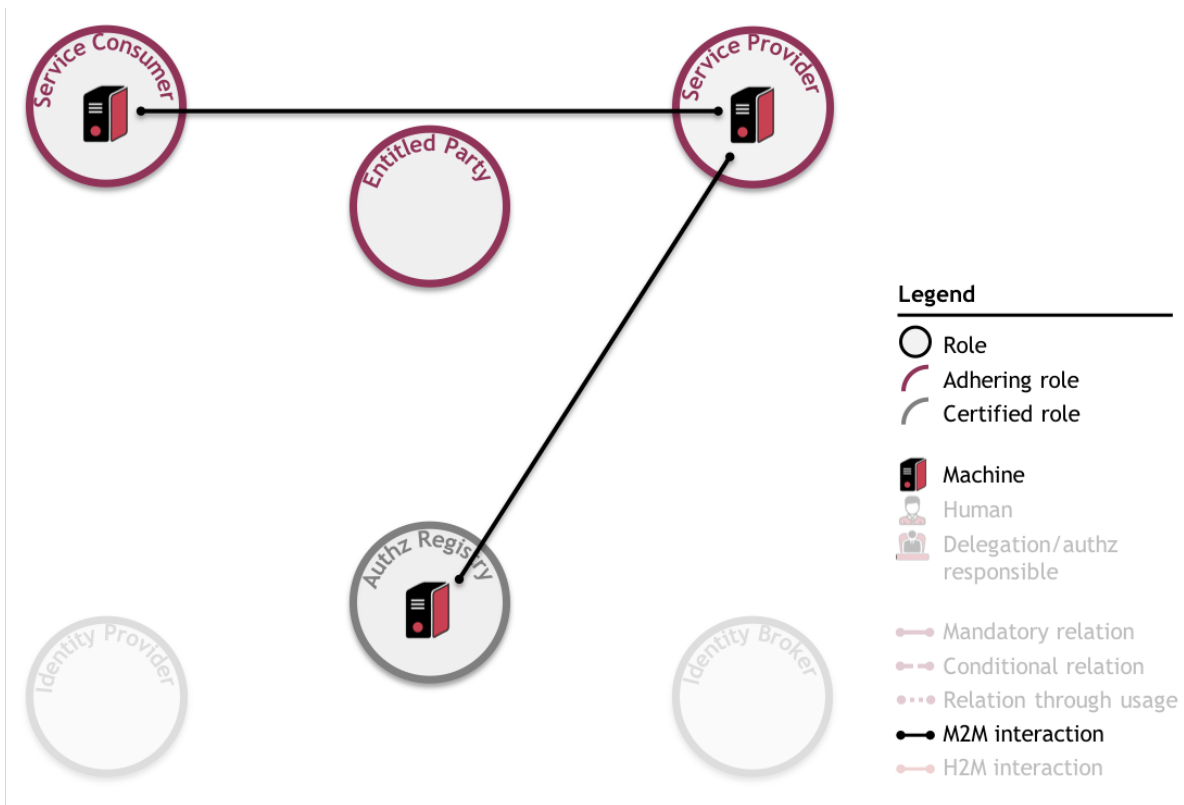 Service Consumer
Service Provider
Entitled Party
Authz Registry
Identity Provider
Identity Broker
Legend
Role
Adhering role
Certified role
Machine
Human
Delegation/authz
responsible
Mandatory relation
Conditional relation
Relation through usage
M2M interaction
H2M interaction